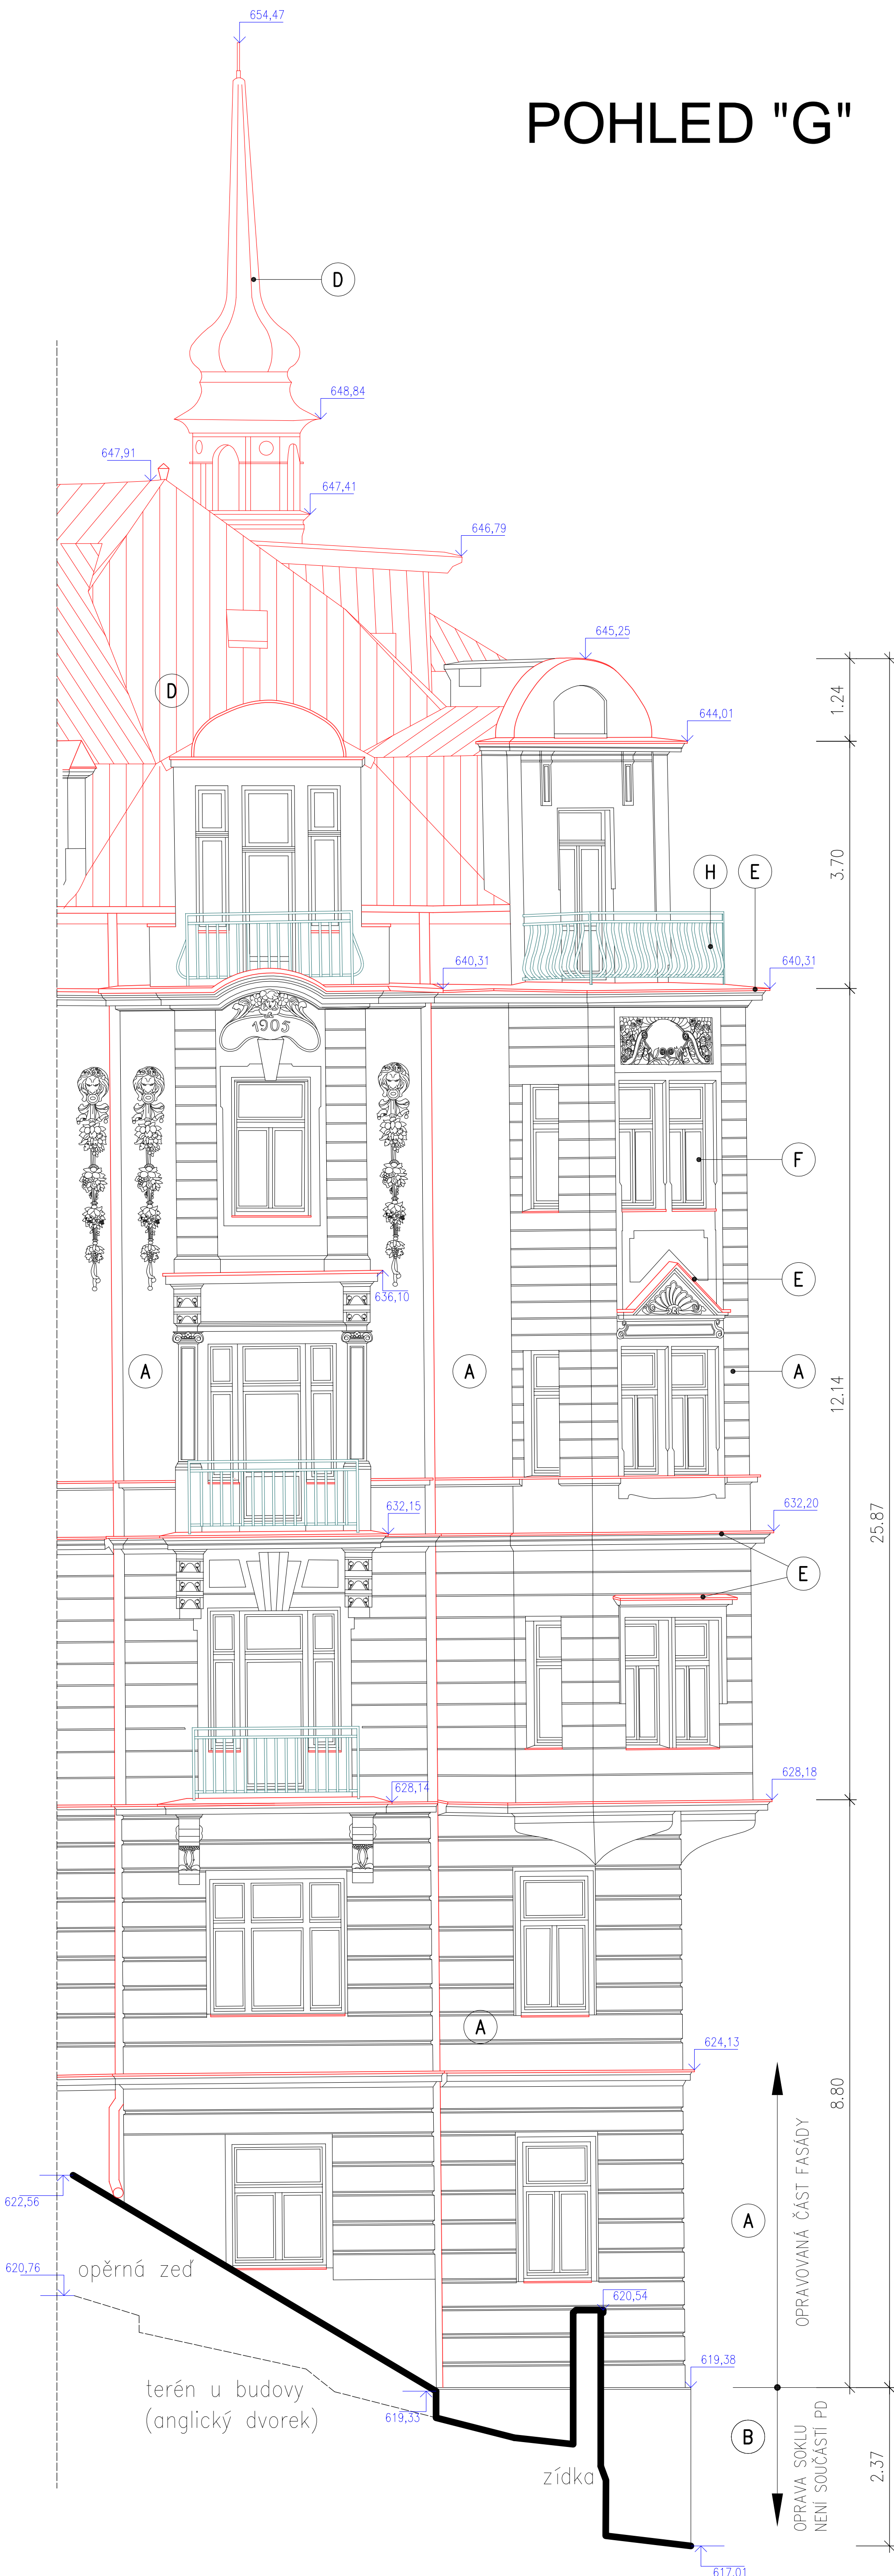 654,47
POHLED "G"
D
648,84
647,91
647,41
646,79
645,25
D
644,01
1.24
3.70
H
E
640,31
640,31
1905
F
E
636,10
A
A
A
12.14
632,15
632,20
25.87
E
628,14
628,18
A
624,13
8.80
OPRAVOVANÁ ČÁST FASÁDY
622,56
A
620,76
opěrná zeď
620,54
619,38
terén u budovy
(anglický dvorek)
619,33
B
OPRAVA SOKLU
NENÍ SOUČÁSTÍ PD
2.37
zídka
617,01